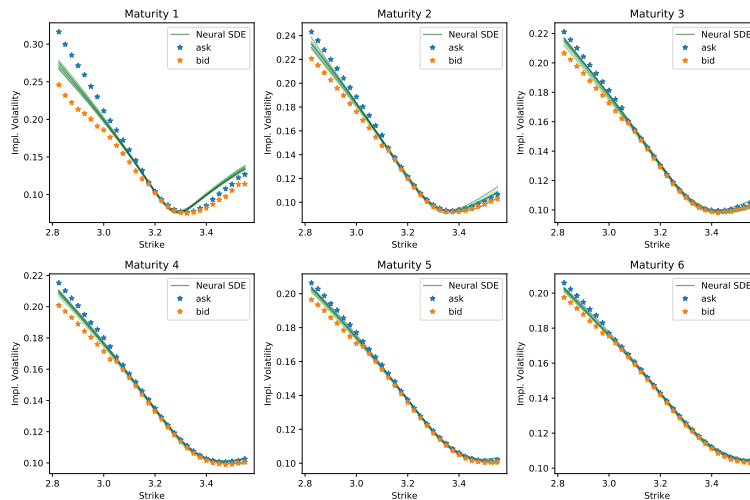 Maturity 1
Impl. Volatility
0.30
0.25
0.20
0.15
0.10
Neural SDE
ask
bid
2.8 3.0 3.2 3.4
Strike
Maturity 2
Impl. Volatility
0.24
0.22
0.20
0.18
0.16
0.14
0.12
0.10
Neural SDE
ask
bid
2.8 3.0 3.2 3.4
Strike
Maturity 3
Impl. Volatility
0.22
0.20
0.18
0.16
0.14
0.12
0.10
Neural SDE
ask
bid
2.8 3.0 3.2 3.4
Strike
Maturity 4
Impl. Volatility
0.22
0.20
0.18
0.16
0.14
0.12
0.10
Neural SDE
ask
bid
2.8 3.0 3.2 3.4
Strike
Maturity 5
Impl. Volatility
0.20
0.18
0.16
0.14
0.12
0.10
Neural SDE
ask
bid
2.8 3.0 3.2 3.4
Strike
Maturity 6
Impl. Volatility
0.20
0.18
0.16
0.14
0.12
0.10
Neural SDE
ask
bid
2.8 3.0 3.2 3.4
Strike